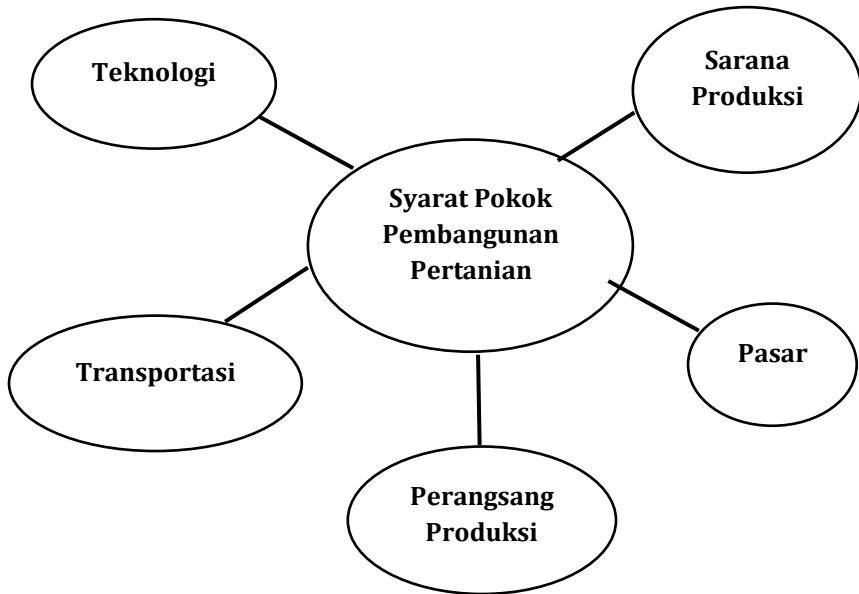 Teknologi
Sarana
Produksi
Syarat Pokok
Pembangunan
Pertanian
Transportasi
Pasar
Perangsang
Produksi